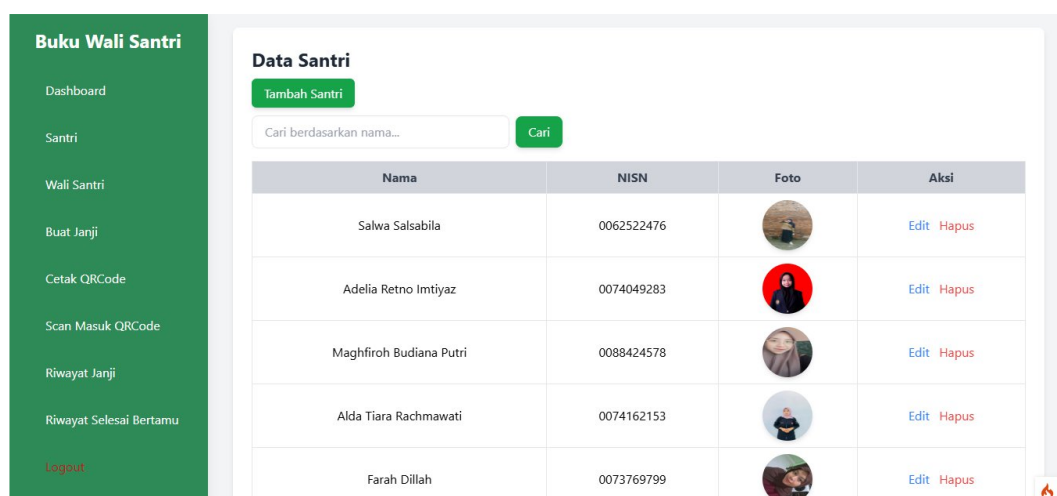 Buku Wali Santri
Dashboard
Santri
Wali Santri
Buat Janji
Cetak QRCode
Scan Masuk QRCode
Riwayat Janji
Riwayat Selesai Bertamu
Logout
Data Santri
Tambah Santri
Cari berdasarkan nama... Cari
Nama NISN Foto Aksi
Salwa Salsabila 0062522476 Edit Hapus
Adelia Retno Imtiyaz 0074049283 Edit Hapus
Maghfiroh Budiana Putri 0088424578 Edit Hapus
Alda Tiara Rachmawati 0074162153 Edit Hapus
Farah Dillah 0073769799 Edit Hapus